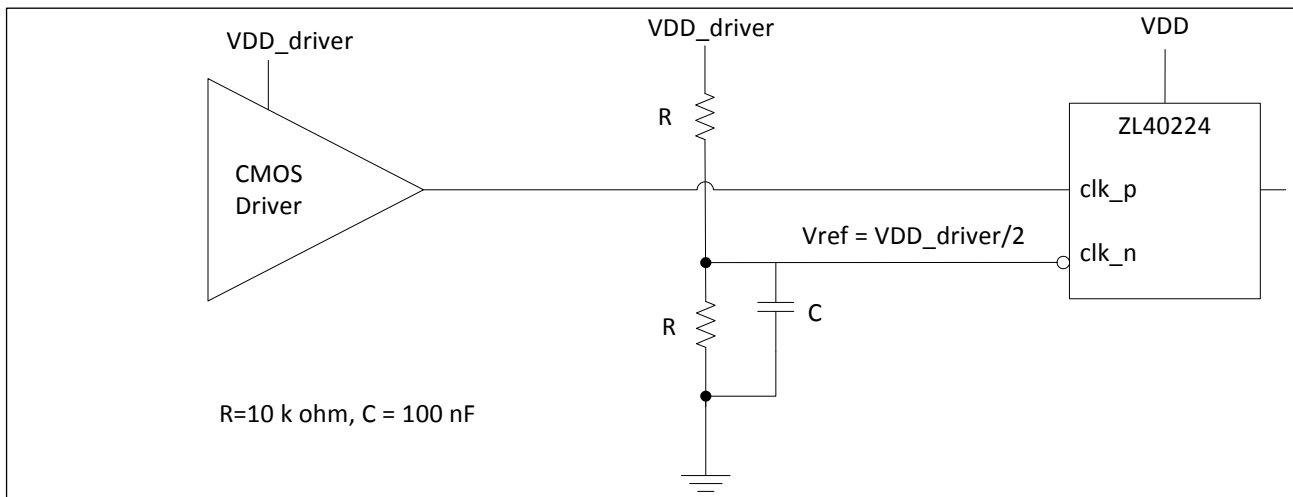 VDD_driver
VDD_driver
VDD
R
ZL40224
CMOS
Driver
clk_p
Vref = VDD_driver/2
clk_n
R
C
R=10 k ohm, C = 100 nF